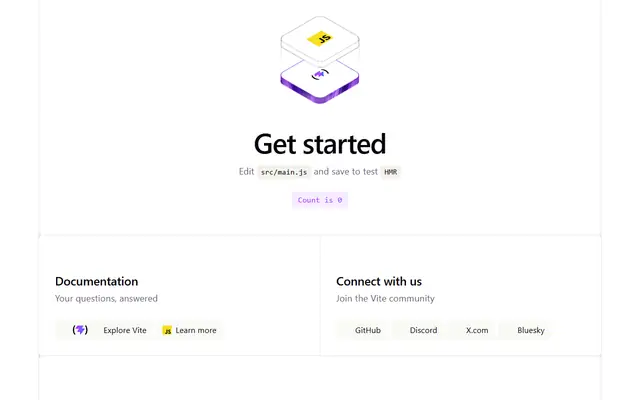 JS
Get started
Edit src/main.js and save to test HMR
Count is 0
Documentation
Your questions, answered
Explore Vite
JS Learn more
Connect with us
Join the Vite community
GitHub
Discord
X.com
Bluesky